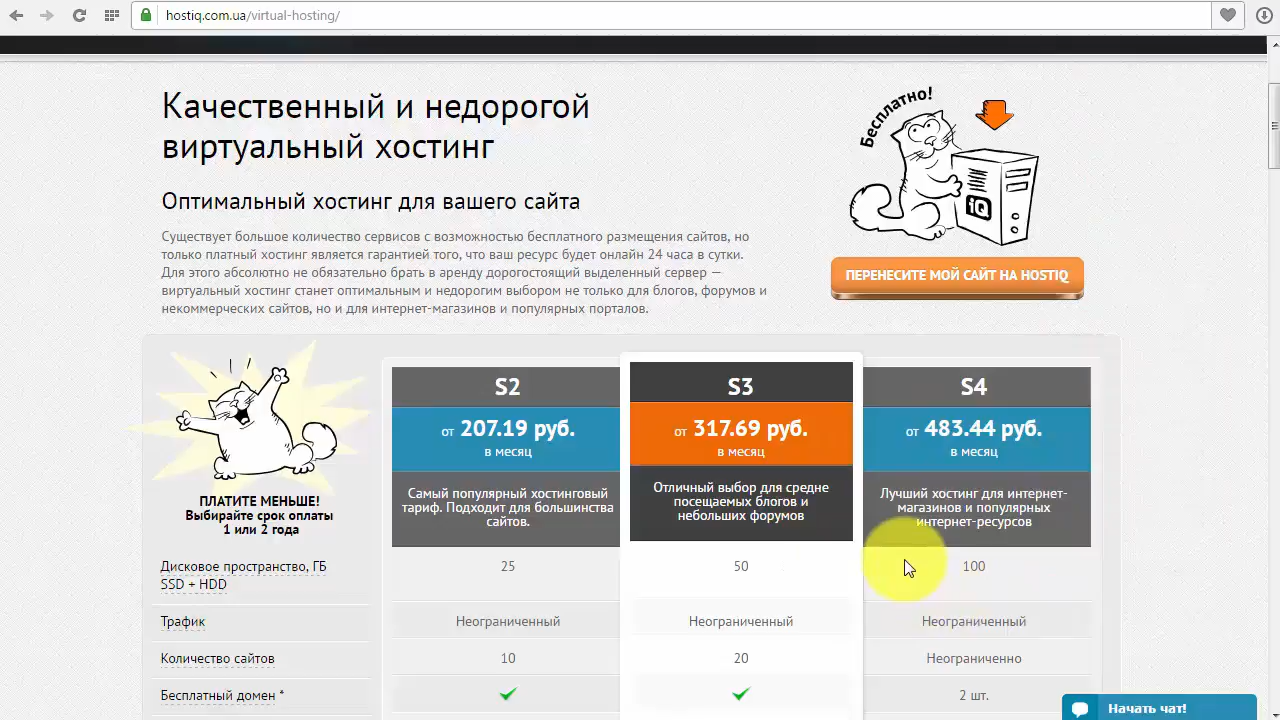 hostiq.com.ua/virtual-hosting/
Качественный и недорогой
виртуальный хостинг
Бесплатно!
Оптимальный хостинг для вашего сайта
Существует большое количество сервисов с возможностью бесплатного размещения сайтов, но
только платный хостинг является гарантией того, что ваш ресурс будет онлайн 24 часа в сутки.
Для этого абсолютно не обязательно брать в аренду дорогостоящий выделенный сервер —
виртуальный хостинг станет оптимальным и недорогим выбором не только для блогов, форумов и
некоммерческих сайтов, но и для интернет-магазинов и популярных порталов.
iQ
ПЕРЕНЕСИТЕ МОЙ САЙТ НА HOSTIQ
ПЛАТИТЕ МЕНЬШЕ!
Выбирайте срок оплаты
1 или 2 года
S2 S3 S4
от 207.19 руб. от 317.69 руб. от 483.44 руб.
в месяц в месяц в месяц
Самый популярный хостинговый
тариф. Подходит для большинства
сайтов.
Отличный выбор для средне
посещаемых блогов и
небольших форумов
Лучший хостинг для интернет-
магазинов и популярных
интернет-ресурсов
Дисковое пространство, ГБ
SSD + HDD
25 50 100
Трафик Неограниченный Неограниченный Неограниченный
Количество сайтов 10 20 Неограниченно
Бесплатный домен * 2 шт.
Начать чат!